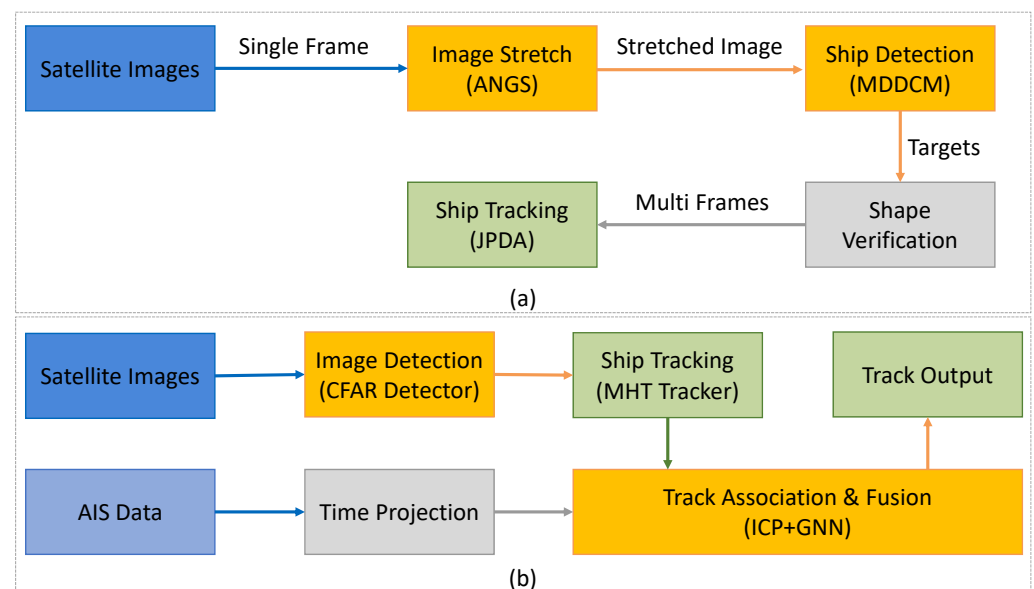 Satellite Images
Single Frame
Image Stretch
(ANGS)
Stretched Image
Ship Detection
(MDDCM)
Targets
Shape
Verification
Multi Frames
Ship Tracking
(JPDA)
(a)
Satellite Images
Image Detection
(CFAR Detector)
Ship Tracking
(MHT Tracker)
Track Output
AIS Data
Time Projection
Track Association & Fusion
(ICP+GNN)
(b)